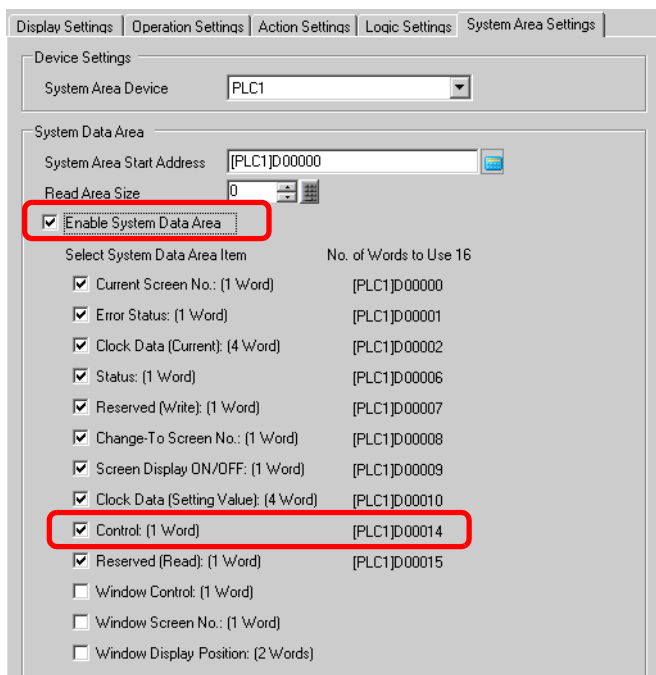 Display Settings Operation Settings Action Settings Logic Settings System Area Settings
Device Settings
System Area Device PLC1
System Data Area
System Area Start Address [PLC1]D00000
Read Area Size 0
Enable System Data Area
Select System Data Area Item No. of Words to Use 16
Current Screen No.: (1 Word) [PLC1]D00000
Error Status: (1 Word) [PLC1]D00001
Clock Data (Current): (4 Word) [PLC1]D00002
Status: (1 Word) [PLC1]D00006
Reserved (Write): (1 Word) [PLC1]D00007
Change-To Screen No.: (1 Word) [PLC1]D00008
Screen Display ON/OFF: (1 Word) [PLC1]D00009
Clock Data (Setting Value): (4 Word) [PLC1]D00010
Control: (1 Word) [PLC1]D00014
Reserved (Read): (1 Word) [PLC1]D00015
Window Control: (1 Word)
Window Screen No.: (1 Word)
Window Display Position: (2 Words)